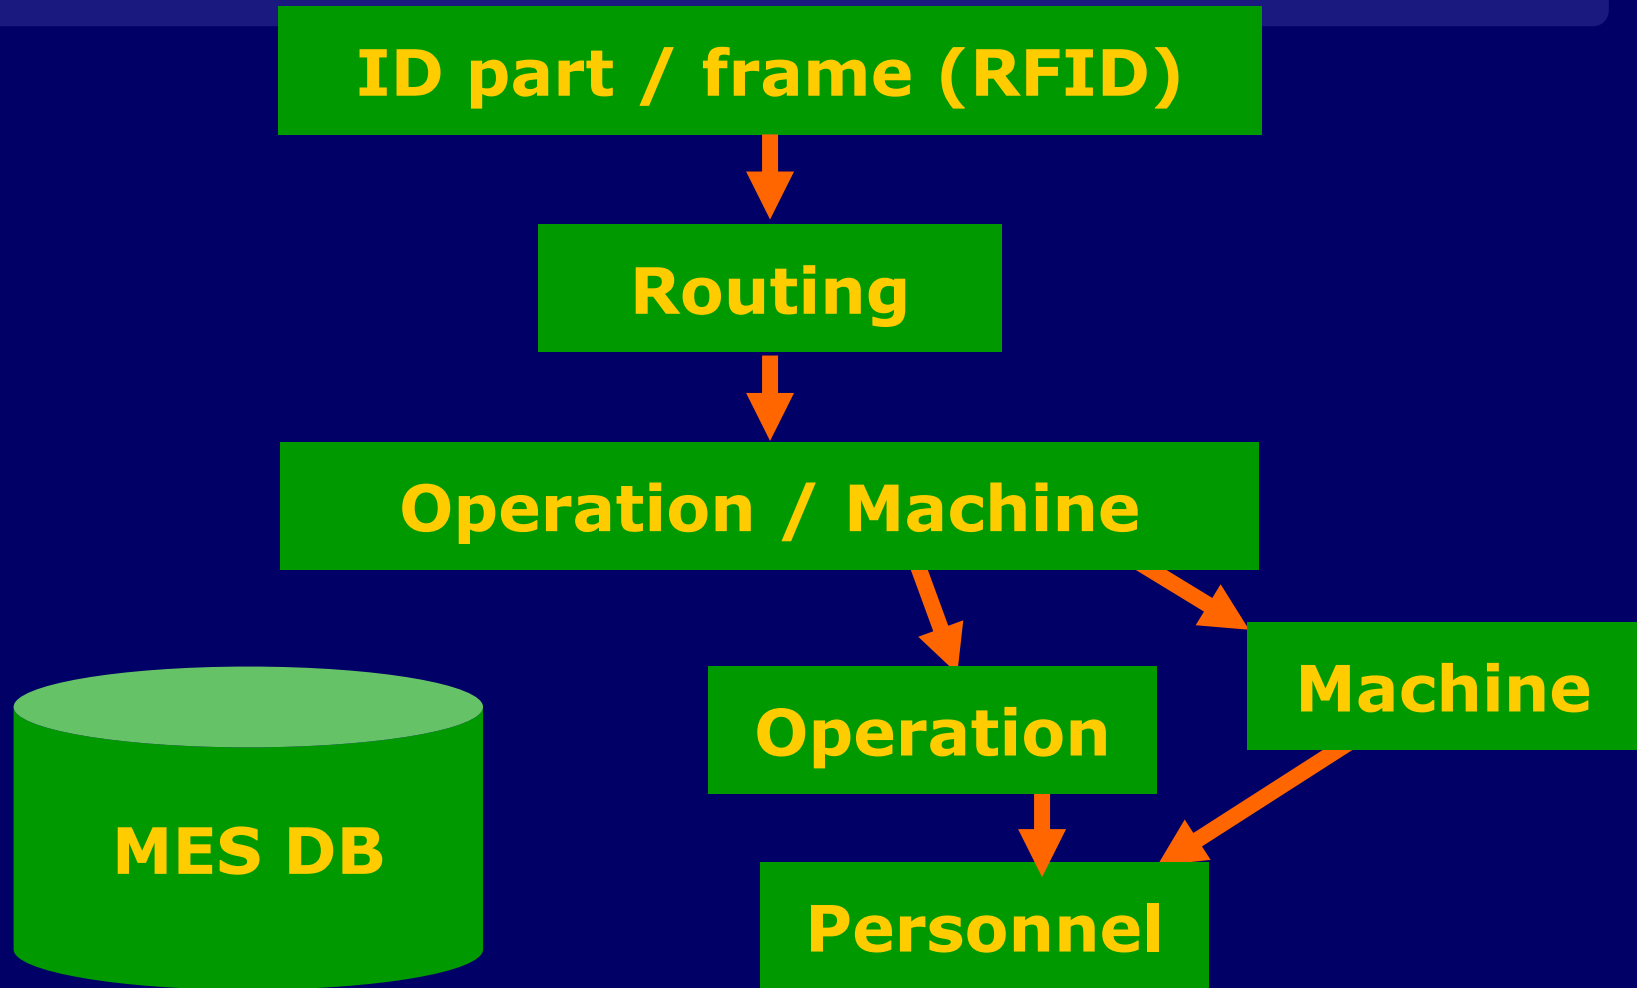 ID part / frame (RFID)
Routing
Operation / Machine
Machine
Operation
MES DB
Personnel